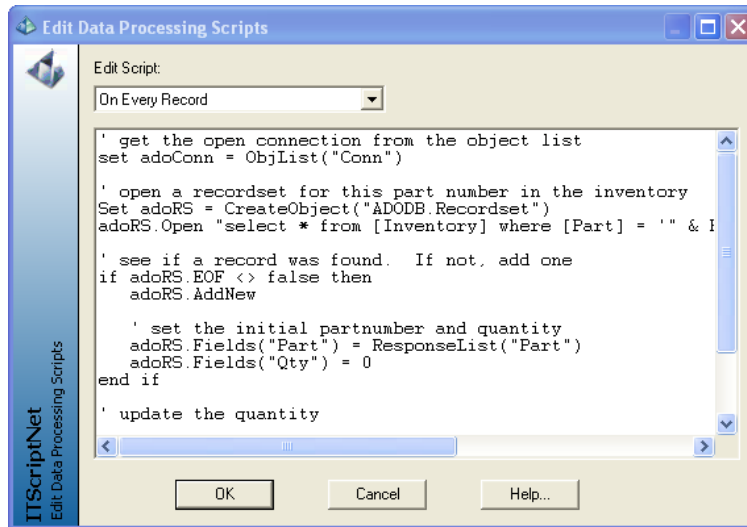 Edit Data Processing Scripts
Edit Script:
On Every Record
' get the open connection from the object list
set adoConn = ObjList("Conn")
' open a recordset for this part number in the inventory
Set adoRS = CreateObject("ADODB.Recordset")
adoRS.Open "select * from [Inventory] where [Part] = '" &
' see if a record was found.  If not, add one
if adoRS.EOF <> false then
   adoRS.AddNew
   ' set the initial partnumber and quantity
   adoRS.Fields("Part") = ResponseList("Part")
   adoRS.Fields("Qty") = 0
end if
' update the quantity
ITScriptNet
Edit Data Processing Scripts
OK
Cancel
Help...